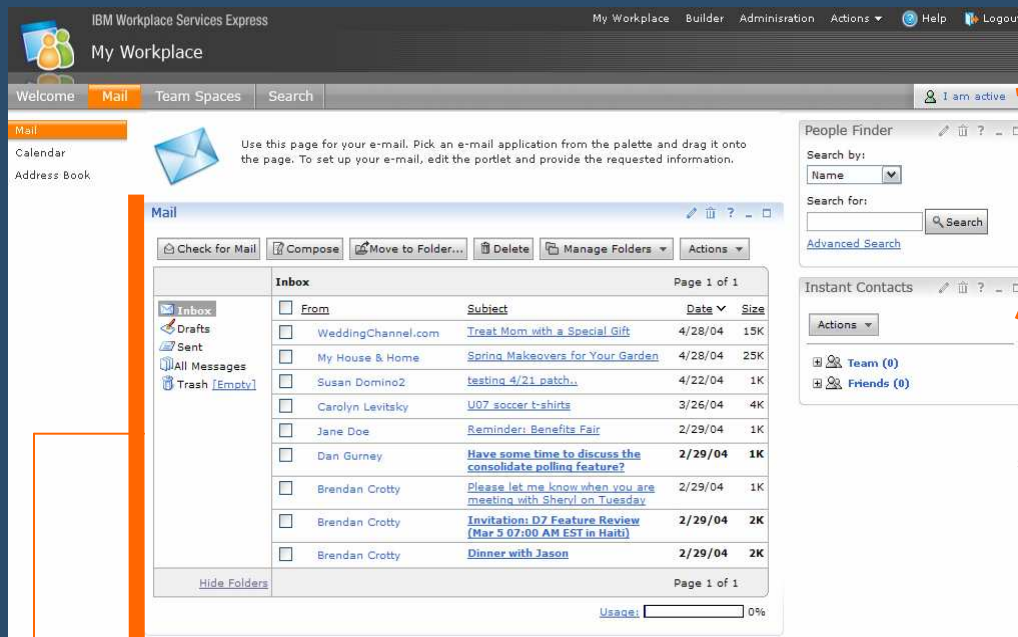 IBM Workplace Services Express
My Workplace Builder Adminisration Actions Help Logout
My Workplace
Welcome Mail Team Spaces Search
I am active
Mail
Calendar
Address Book
Use this page for your e-mail. Pick an e-mail application from the palette and drag it onto
the page. To set up your e-mail, edit the portlet and provide the requested information.
Mail
?
Check for Mail Compose Move to Folder... Delete Manage Folders Actions
Inbox Page 1 of 1
Inbox
Drafts
Sent
All Messages
Trash [Empty]
From Subject Date Size
WeddingChannel.com Treat Mom with a Special Gift 4/28/04 15K
My House & Home Spring Makeovers for Your Garden 4/28/04 25K
Susan Domino2 testing 4/21 patch.. 4/22/04 1K
Carolyn Levitsky U07 soccer t-shirts 3/26/04 4K
Jane Doe Reminder: Benefits Fair 2/29/04 1K
Dan Gurney Have some time to discuss the 2/29/04 1K
consolidate polling feature?
Brendan Crotty Please let me know when you are 2/29/04 1K
meeting with Sheryl on Tuesday
Brendan Crotty Invitation: D7 Feature Review 2/29/04 2K
(Mar 5 07:00 AM EST in Haiti)
Brendan Crotty Dinner with Jason 2/29/04 2K
Hide Folders Page 1 of 1
Usage: 0%
People Finder ?
Search by:
Name
Search for:
Search
Advanced Search
Instant Contacts ?
Actions
Team (0)
Friends (0)